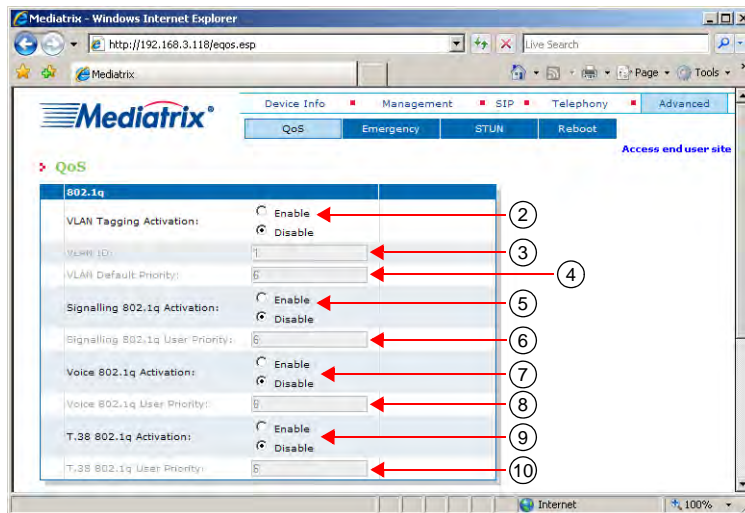 Mediatrix - Windows Internet Explorer
http://192.168.3.118/eqos.esp
Live Search
Mediatrix
Page
Tools
Mediatrix®
Device Info
Management
SIP
Telephony
Advanced
QoS
Emergency
STUN
Reboot
Access end user site
QoS
802.1q
VLAN Tagging Activation:
Enable
Disable
2
VLAN ID:
1
3
VLAN Default Priority:
6
4
Signalling 802.1q Activation:
Enable
Disable
5
Signalling 802.1q User Priority:
6
6
Voice 802.1q Activation:
Enable
Disable
7
Voice 802.1q User Priority:
6
8
T.38 802.1q Activation:
Enable
Disable
9
T.38 802.1q User Priority:
6
10
Internet
100%